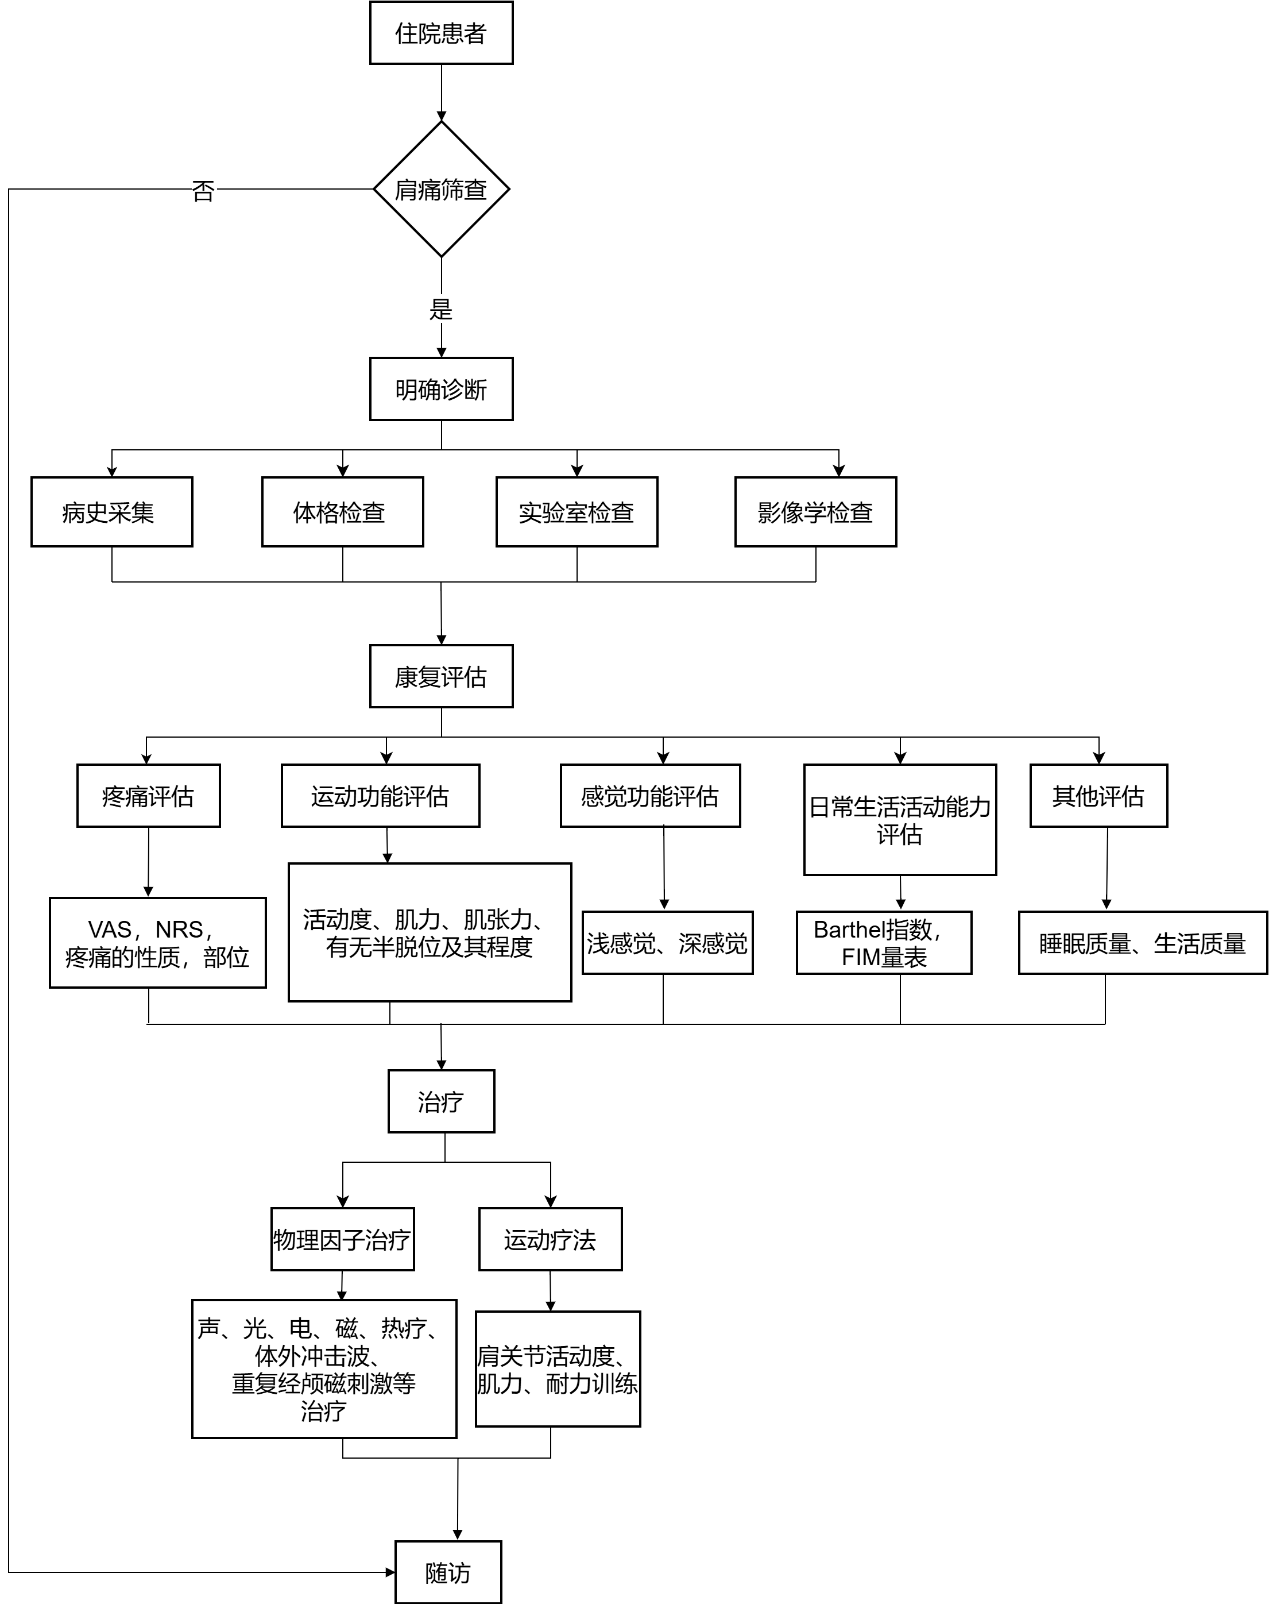 住院患者
肩痛筛查
否
是
明确诊断
病史采集
体格检查
实验室检查
影像学检查
康复评估
疼痛评估
运动功能评估
感觉功能评估
日常生活活动能力
评估
其他评估
VAS，NRS，
疼痛的性质，部位
活动度、肌力、肌张力、
有无半脱位及其程度
浅感觉、深感觉
Barthel指数，
FIM量表
睡眠质量、生活质量
治疗
物理因子治疗
运动疗法
声、光、电、磁、热疗、
体外冲击波、
重复经颅磁刺激等
治疗
肩关节活动度、
肌力、耐力训练
随访